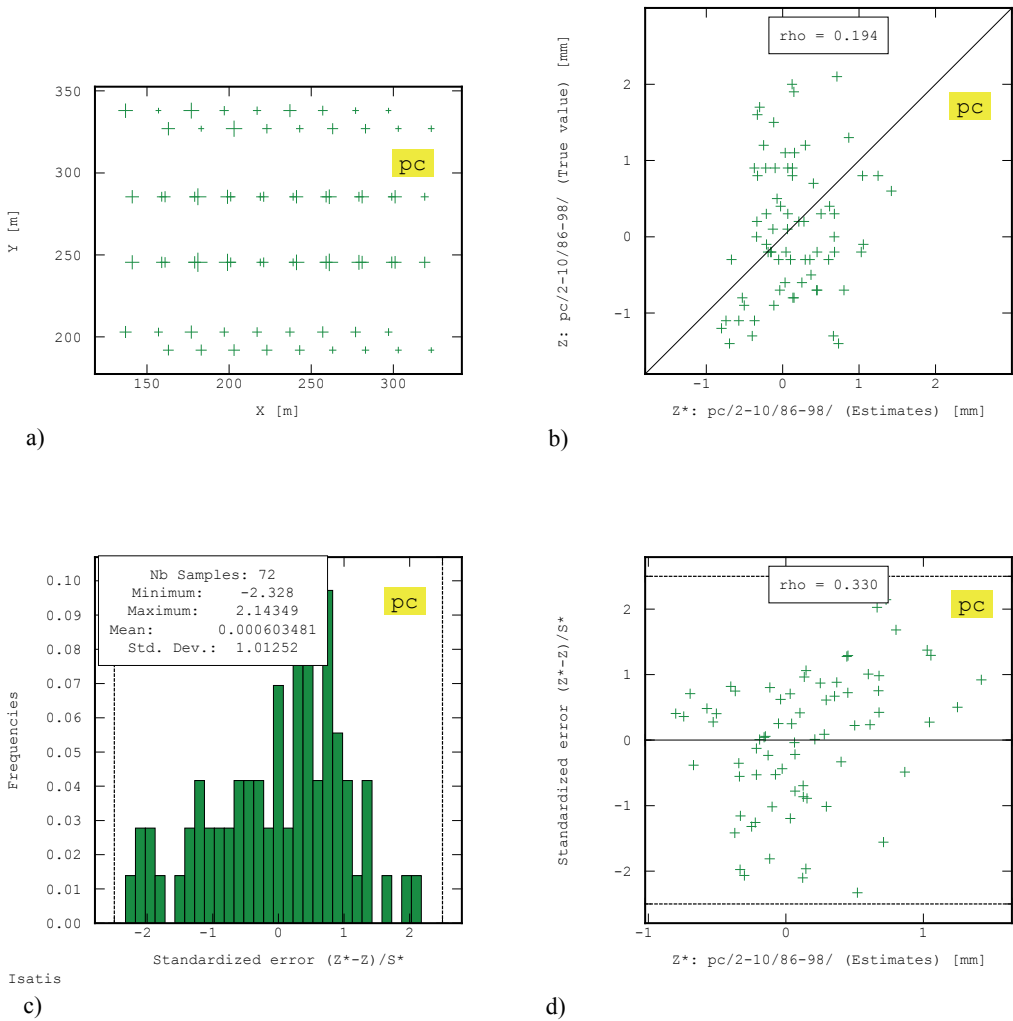 350
300
250
200
Y [m]
pc
150
200
250
300
X [m]
a)
rho = 0.194
pc
2
1
0
-1
Z: pc/2-10/86-98/ (True value) [mm]
-1
0
1
2
Z*: pc/2-10/86-98/ (Estimates) [mm]
b)
Nb Samples: 72
Minimum: -2.328
Maximum: 2.14349
Mean: 0.000603481
Std. Dev.: 1.01252
pc
0.10
0.09
0.08
0.07
0.06
0.05
0.04
0.03
0.02
0.01
0.00
Frequencies
-2
-1
0
1
2
Standardized error (Z*-Z)/S*
Isatis
c)
rho = 0.330
pc
2
1
0
-1
-2
Standardized error (Z*-Z)/S*
-1
0
1
Z*: pc/2-10/86-98/ (Estimates) [mm]
d)